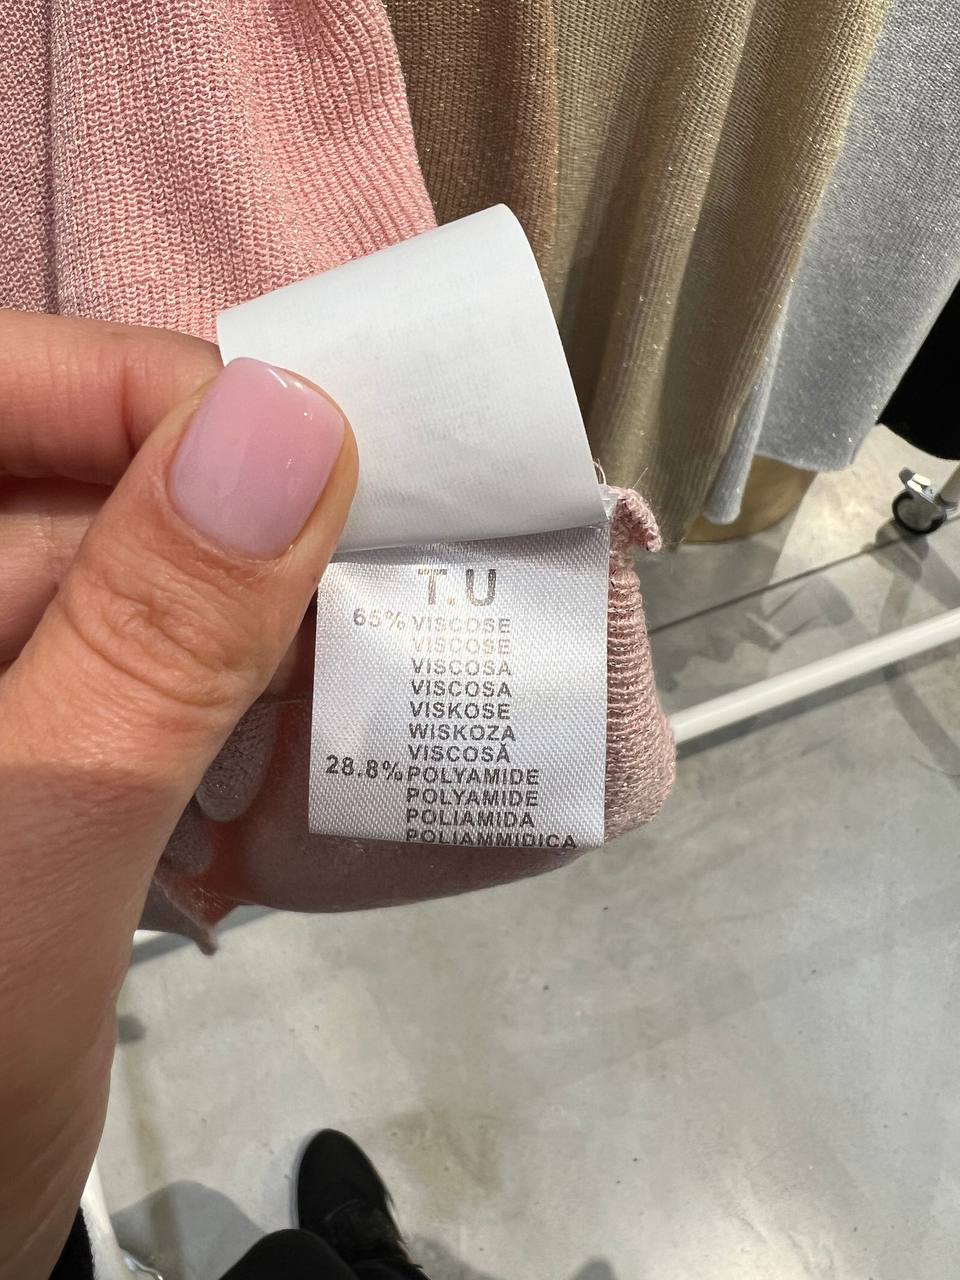 T.U
65% VISCOSE
VISCOSE
VISCOSA
VISCOSA
VISKOSE
WISKOZA
VISCOSĂ
28.8% POLYAMIDE
POLYAMIDE
POLIAMIDA
POLIAMMIDICA